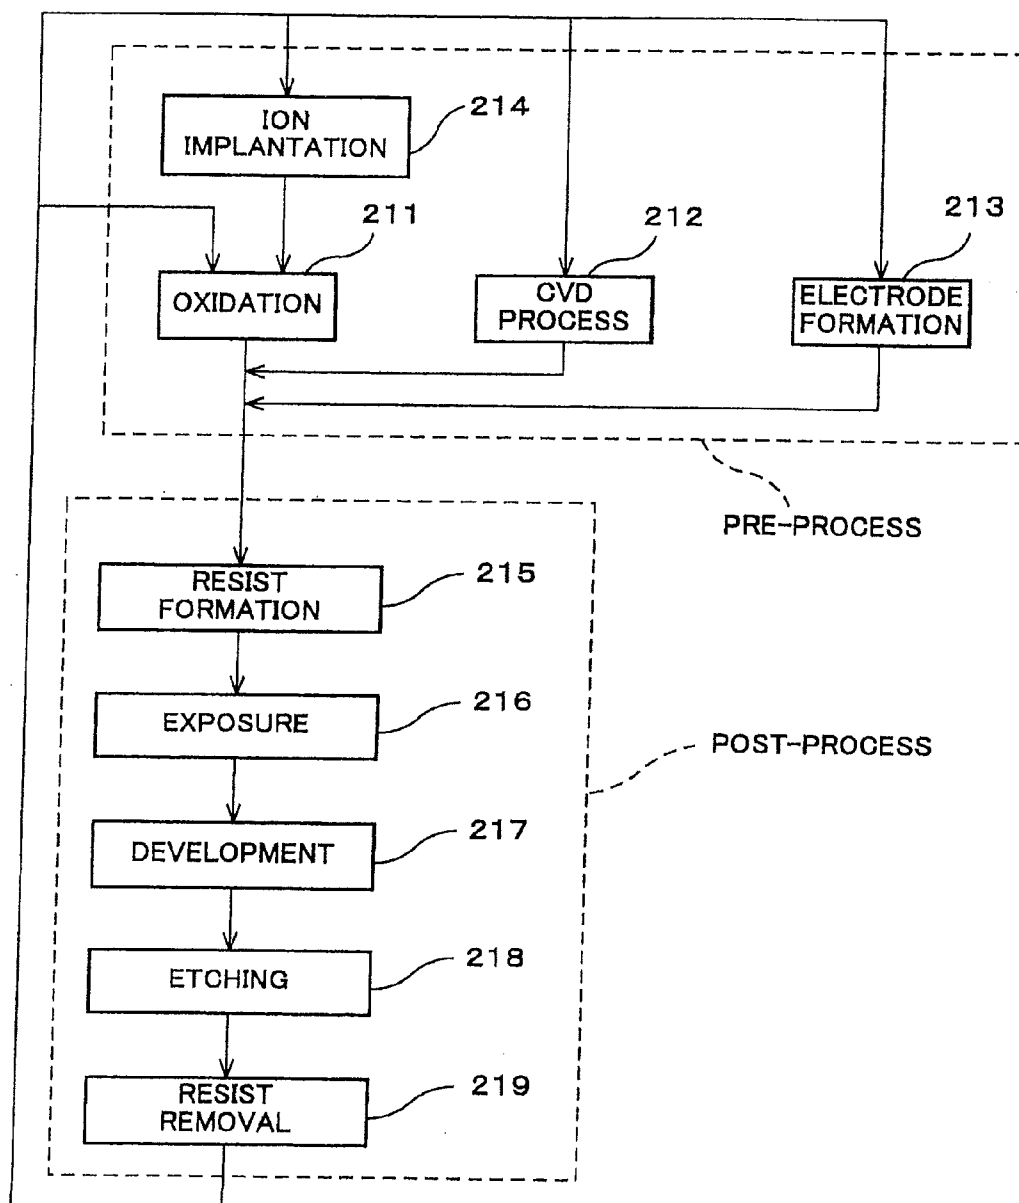 214
ION
IMPLANTATION
211
212
213
OXIDATION
CVD
PROCESS
ELECTRODE
FORMATION
PRE-PROCESS
215
RESIST
FORMATION
216
EXPOSURE
POST-PROCESS
217
DEVELOPMENT
218
ETCHING
219
RESIST
REMOVAL